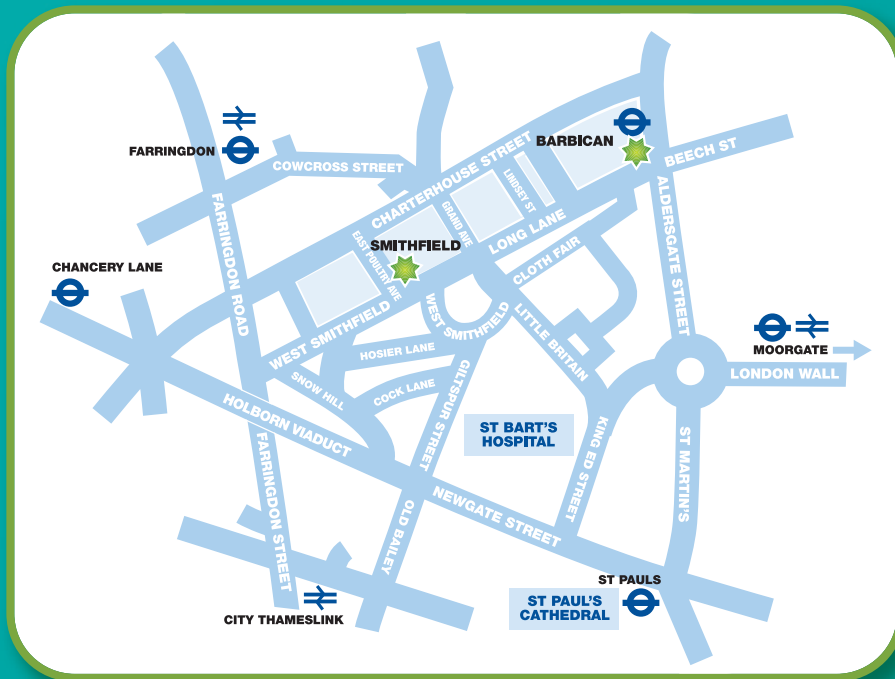 FARRINGDON
COWCROSS STREET
CHARTERHOUSE STREET
BARBICAN
BEECH ST
LINDSEY ST
GRAND AVE
LONG LANE
ALDERSGATE STREET
FARRINGDON ROAD
EAST POULTRY AVE
SMITHFIELD
CLOTH FAIR
CHANCERY LANE
WEST SMITHFIELD
WEST SMITHFIELD
LITTLE BRITAIN
MOORGATE
LONDON WALL
HOSIER LANE
SNOW HILL
COCK LANE
GILTSPUR STREET
HOLBORN VIADUCT
ST BART'S
HOSPITAL
KING ED STREET
ST MARTIN'S
FARRINGDON STREET
OLD BAILEY
NEWGATE STREET
ST PAULS
ST PAUL'S
CATHEDRAL
CITY THAMESLINK